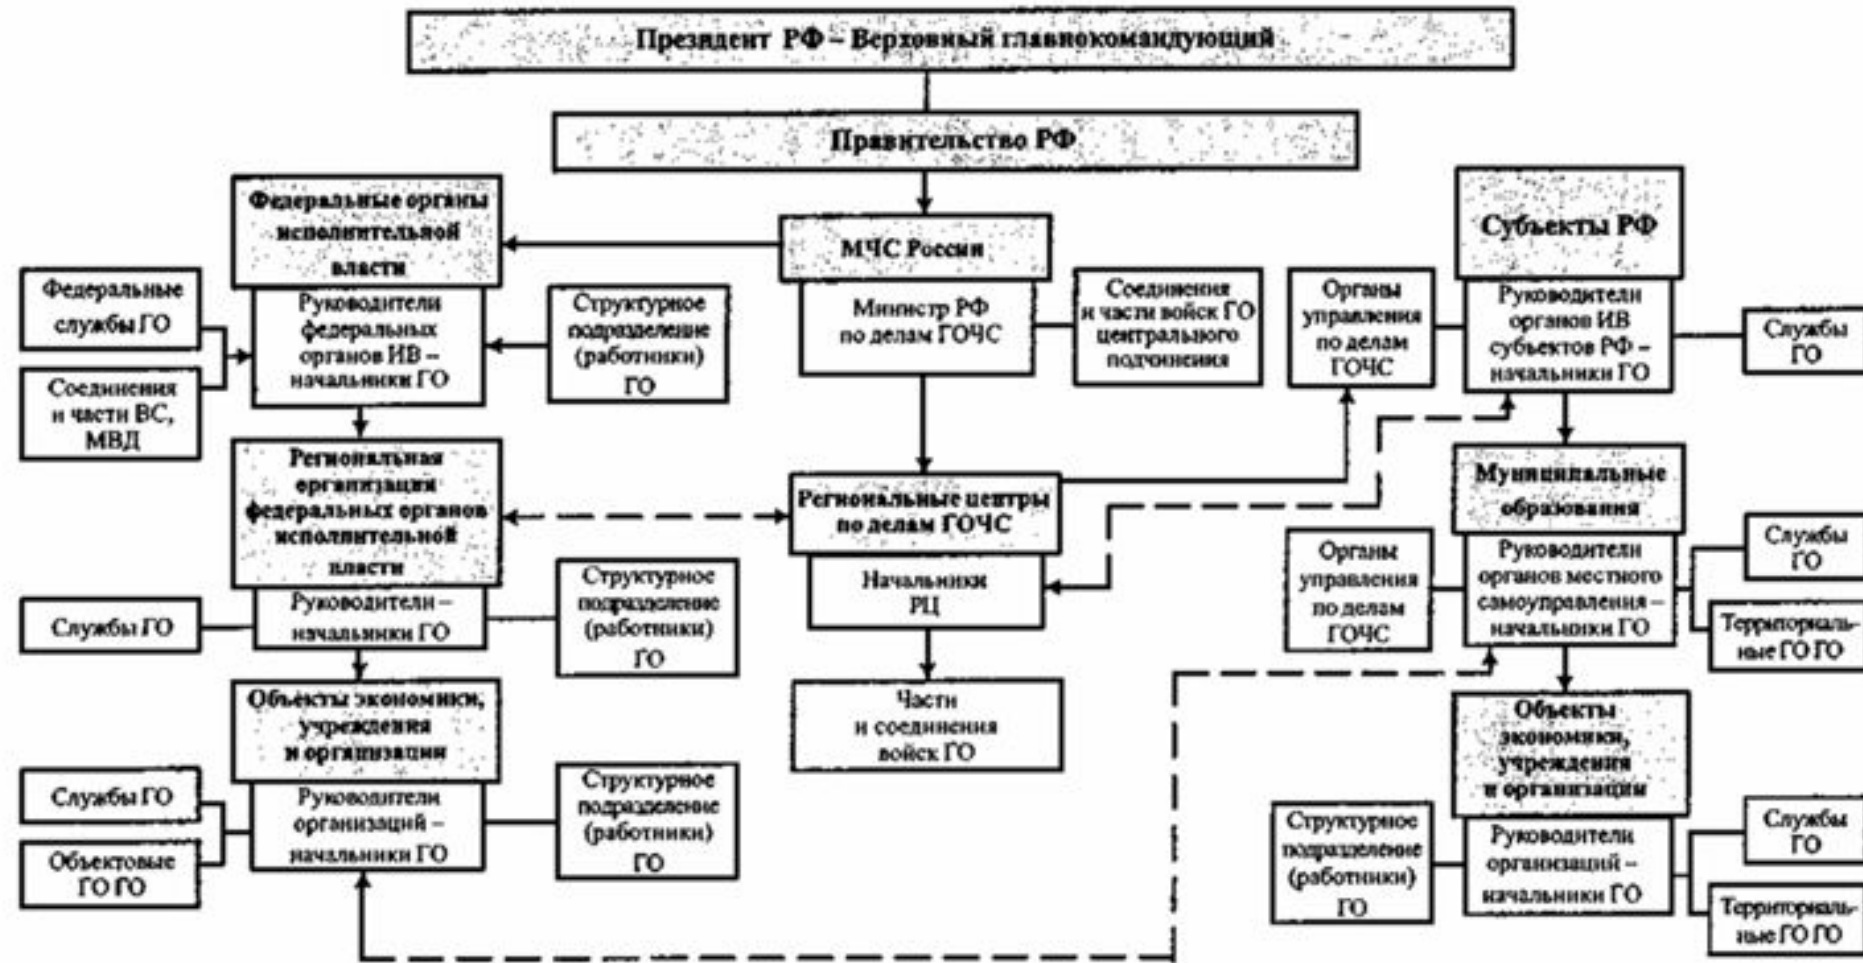 Президент РФ – Верховный главнокомандующий
Правительство РФ
Федеральные органы
исполнительной
власти
Руководители
федеральных
органов ИВ –
начальники ГО
Федеральные
службы ГО
Соединения
и части ВС,
МВД
Структурное
подразделение
(работники)
ГО
Региональная
организация
федеральных органов
исполнительной
власти
Руководители –
начальники ГО
Службы ГО
Структурное
подразделение
(работники)
ГО
Объекты экономики,
учреждения
и организации
Руководители
организаций –
начальники ГО
Службы ГО
Объектовые
ГО ГО
Структурное
подразделение
(работники)
ГО
МЧС России
Министр РФ
по делам ГОЧС
Соединения
и части войск ГО
центрального
подчинения
Региональные центры
по делам ГОЧС
Начальники
РЦ
Части
и соединения
войск ГО
Субъекты РФ
Руководители
органов ИВ
субъектов РФ –
начальники ГО
Органы
управления
по делам
ГОЧС
Службы
ГО
Муниципальные
образования
Руководители
органов местного
самоуправления –
начальники ГО
Органы
управления
по делам
ГОЧС
Службы
ГО
Территориаль-
ные ГО ГО
Объекты
экономики,
учреждения
и организации
Руководители
организаций –
начальники ГО
Структурное
подразделение
(работники)
ГО
Службы
ГО
Территориаль-
ные ГО ГО